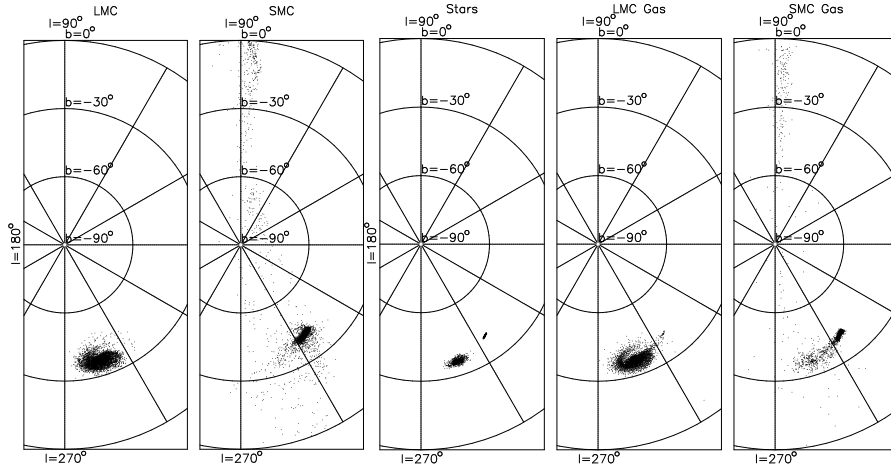 LMC
l=90°
b=0°
b=−30°
b=−60°
b=−90°
l=180°
l=270°
SMC
l=90°
b=0°
b=−30°
b=−60°
b=−90°
l=270°
Stars
l=90°
b=0°
b=−30°
b=−60°
b=−90°
l=180°
l=270°
LMC Gas
l=90°
b=0°
b=−30°
b=−60°
b=−90°
l=270°
SMC Gas
l=90°
b=0°
b=−30°
b=−60°
b=−90°
l=270°